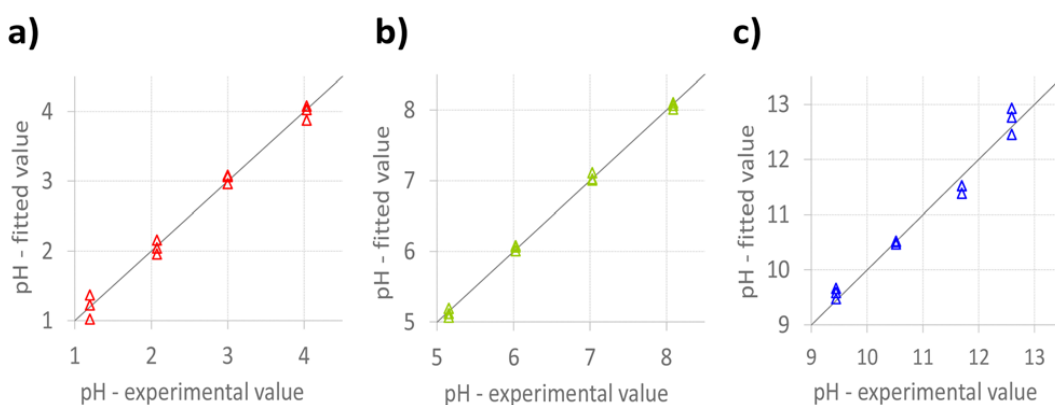 a)
pH - fitted value
4
3
2
1
1 2 3 4
pH - experimental value
b)
pH - fitted value
8
7
6
5
5 6 7 8
pH - experimental value
c)
pH - fitted value
13
12
11
10
9
9 10 11 12 13
pH - experimental value